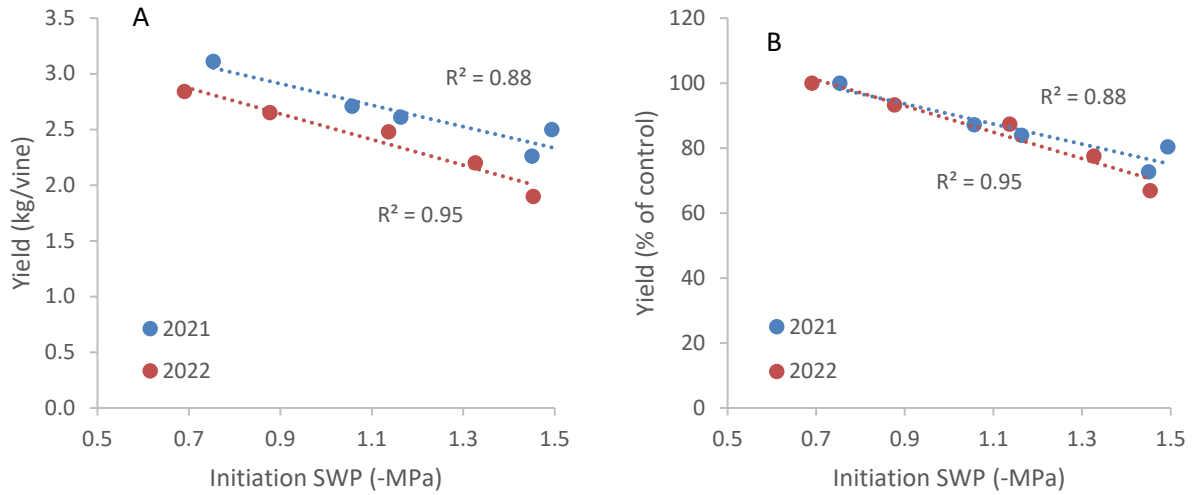 A
Yield (kg/vine)
3.5
3.0
2.5
2.0
1.5
1.0
0.5
0.0
R² = 0.88
R² = 0.95
2021
2022
0.5 0.7 0.9 1.1 1.3 1.5
Initiation SWP (-MPa)
B
Yield (% of control)
120
100
80
60
40
20
0
R² = 0.88
R² = 0.95
2021
2022
0.5 0.7 0.9 1.1 1.3 1.5
Initiation SWP (-MPa)